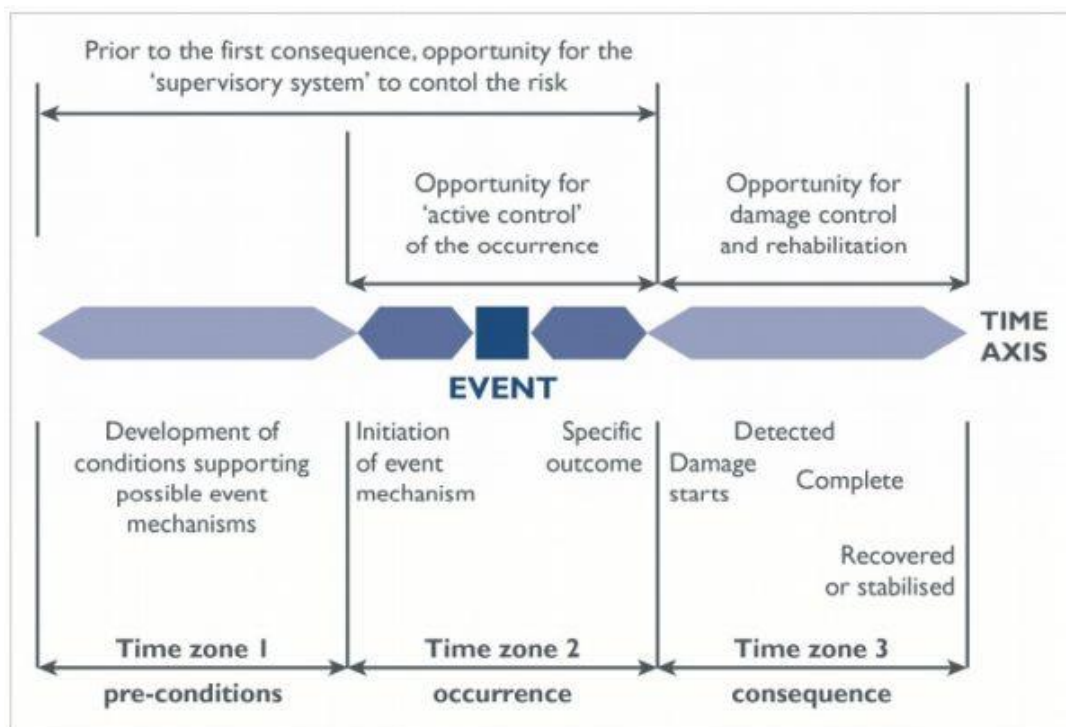 Prior to the first consequence, opportunity for the
‘supervisory system’ to contol the risk
Opportunity for
‘active control’
of the occurrence
Opportunity for
damage control
and rehabilitation
TIME
AXIS
EVENT
Development of
conditions supporting
possible event
mechanisms
Initiation
of event
mechanism
Specific
outcome
Detected
Damage
starts
Complete
Recovered
or stabilised
Time zone 1
pre-conditions
Time zone 2
occurrence
Time zone 3
consequence